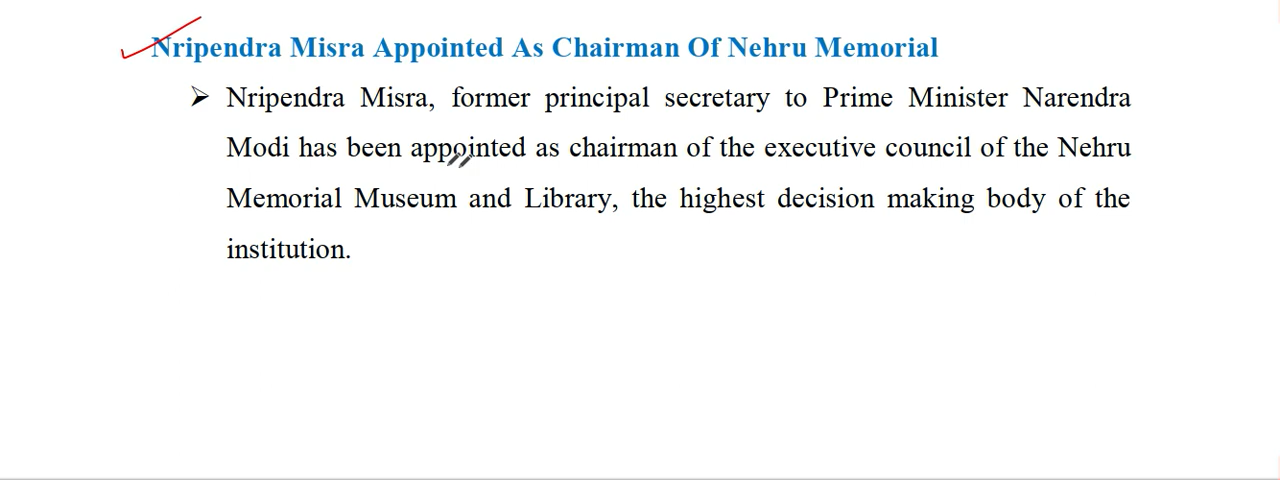 Nripendra Misra Appointed As Chairman Of Nehru Memorial
Nripendra Misra, former principal secretary to Prime Minister Narendra
Modi has been appointed as chairman of the executive council of the Nehru
Memorial Museum and Library, the highest decision making body of the
institution.